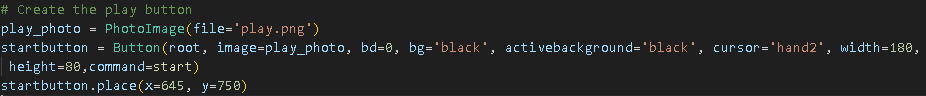 # Create the play button
play_photo = PhotoImage(file='play.png')
startbutton = Button(root, image=play_photo, bd=0, bg='black', activebackground='black', cursor='hand2', width=180,
height=80,command=start)
startbutton.place(x=645, y=750)